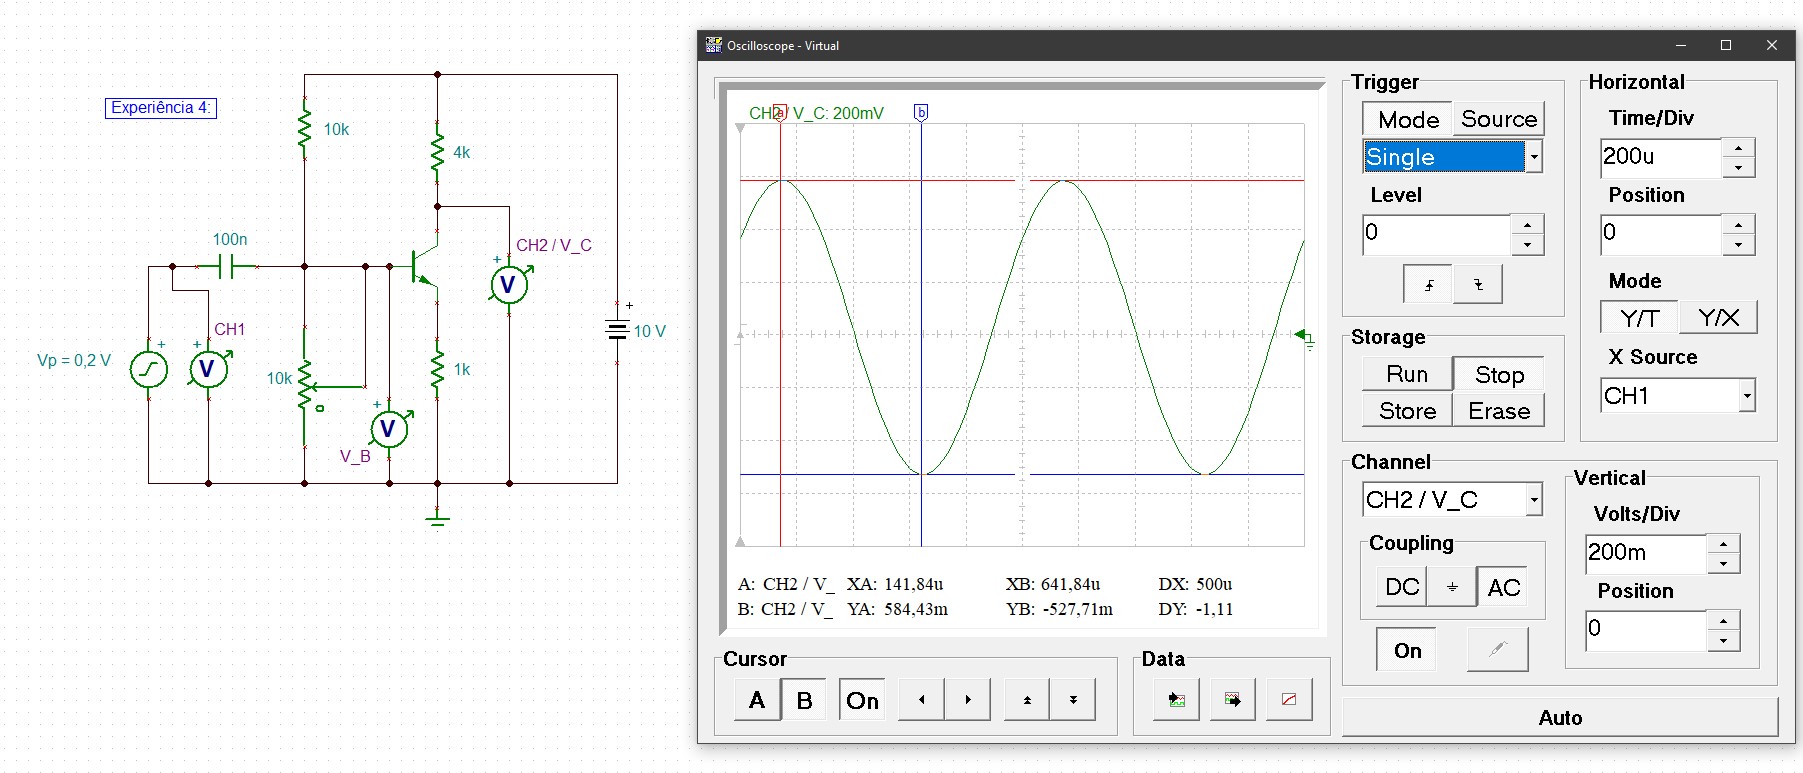 Experiência 4:
10k
4k
100n
CH2 / V_C
CH1
+
10 V
Vp = 0,2 V
+
+
+
10k
1k
+
V
V
V
V_B
Oscilloscope - Virtual
CH2 / V_C: 200mV
a
b
A: CH2 / V_ XA: 141,84u XB: 641,84u DX: 500u
B: CH2 / V_ YA: 584,43m YB: -527,71m DY: -1,11
Cursor
A B On
Data
Trigger
Mode Source
Single
Level
0
Storage
Run Stop
Store Erase
Horizontal
Time/Div
200u
Position
0
Mode
Y/T Y/X
X Source
CH1
Channel
CH2 / V_C
Coupling
DC AC
On
Vertical
Volts/Div
200m
Position
0
Auto